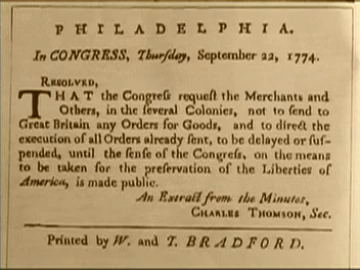 PHILADELPHIA.
In CONGRESS, Thurſday, September 22, 1774.
RESOLVED,
THAT the Congreſs requeſt the Merchants and
Others, in the ſeveral Colonies, not to ſend to
Great Britain any Orders for Goods, and to direct the
execution of all Orders already ſent, to be delayed or ſuſ-
pended, until the ſenſe of the Congreſs, on the means
to be taken for the preſervation of the Liberties of
America, is made public.
An Extract from the Minutes,
CHARLES THOMSON, Sec.
Printed by W. and T. BRADFORD.